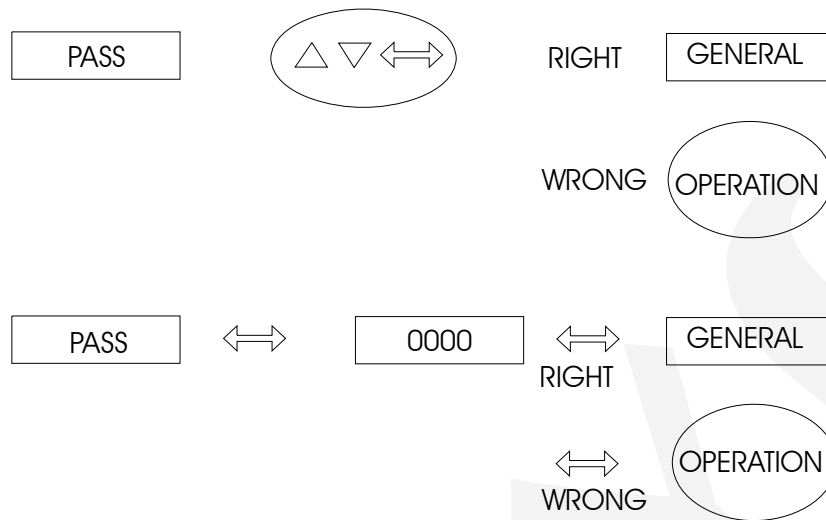 PASS RIGHT GENERAL
WRONG OPERATION
PASS 0000 GENERAL
RIGHT
OPERATION
WRONG